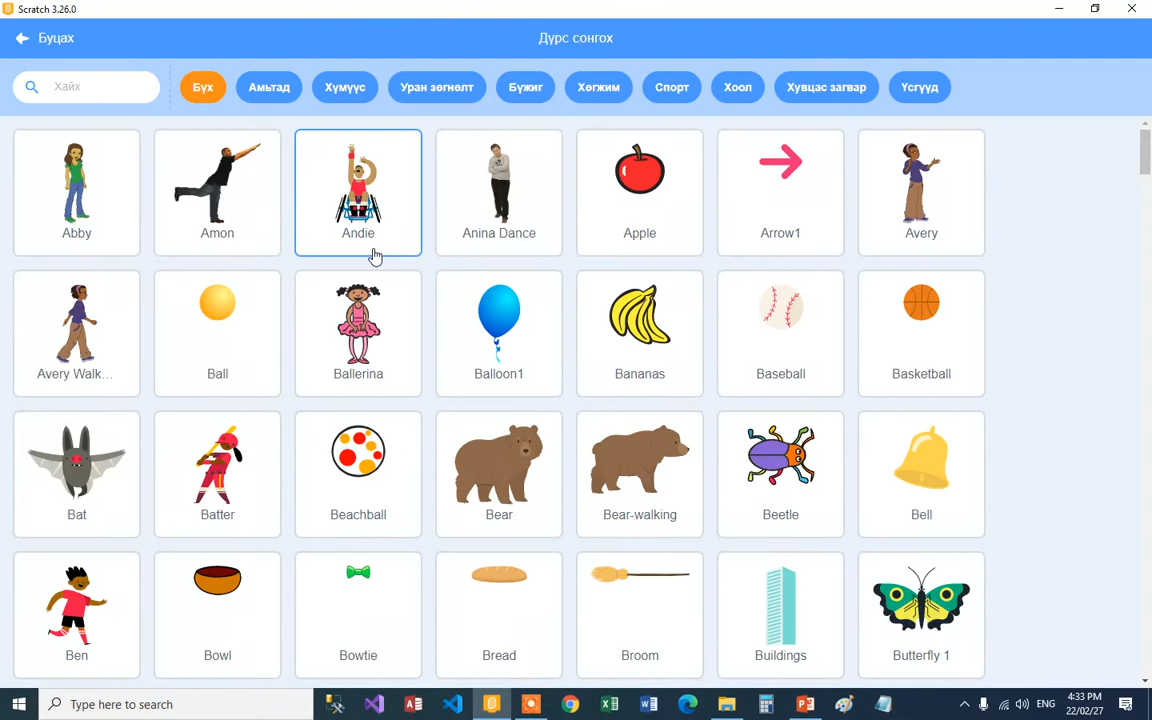 Scratch 3.26.0
Буцах
Дүрс сонгох
Хайх
Бүх
Амьтад
Хүмүүс
Уран зөгнөлт
Бүжиг
Хөгжим
Спорт
Хоол
Хувцас загвар
Үсгүүд
Abby
Amon
Andie
Anina Dance
Apple
Arrow1
Avery
Avery Walk...
Ball
Ballerina
Balloon1
Bananas
Baseball
Basketball
Bat
Batter
Beachball
Bear
Bear-walking
Beetle
Bell
Ben
Bowl
Bowtie
Bread
Broom
Buildings
Butterfly 1
Type here to search
ENG
4:33 PM
22/02/27